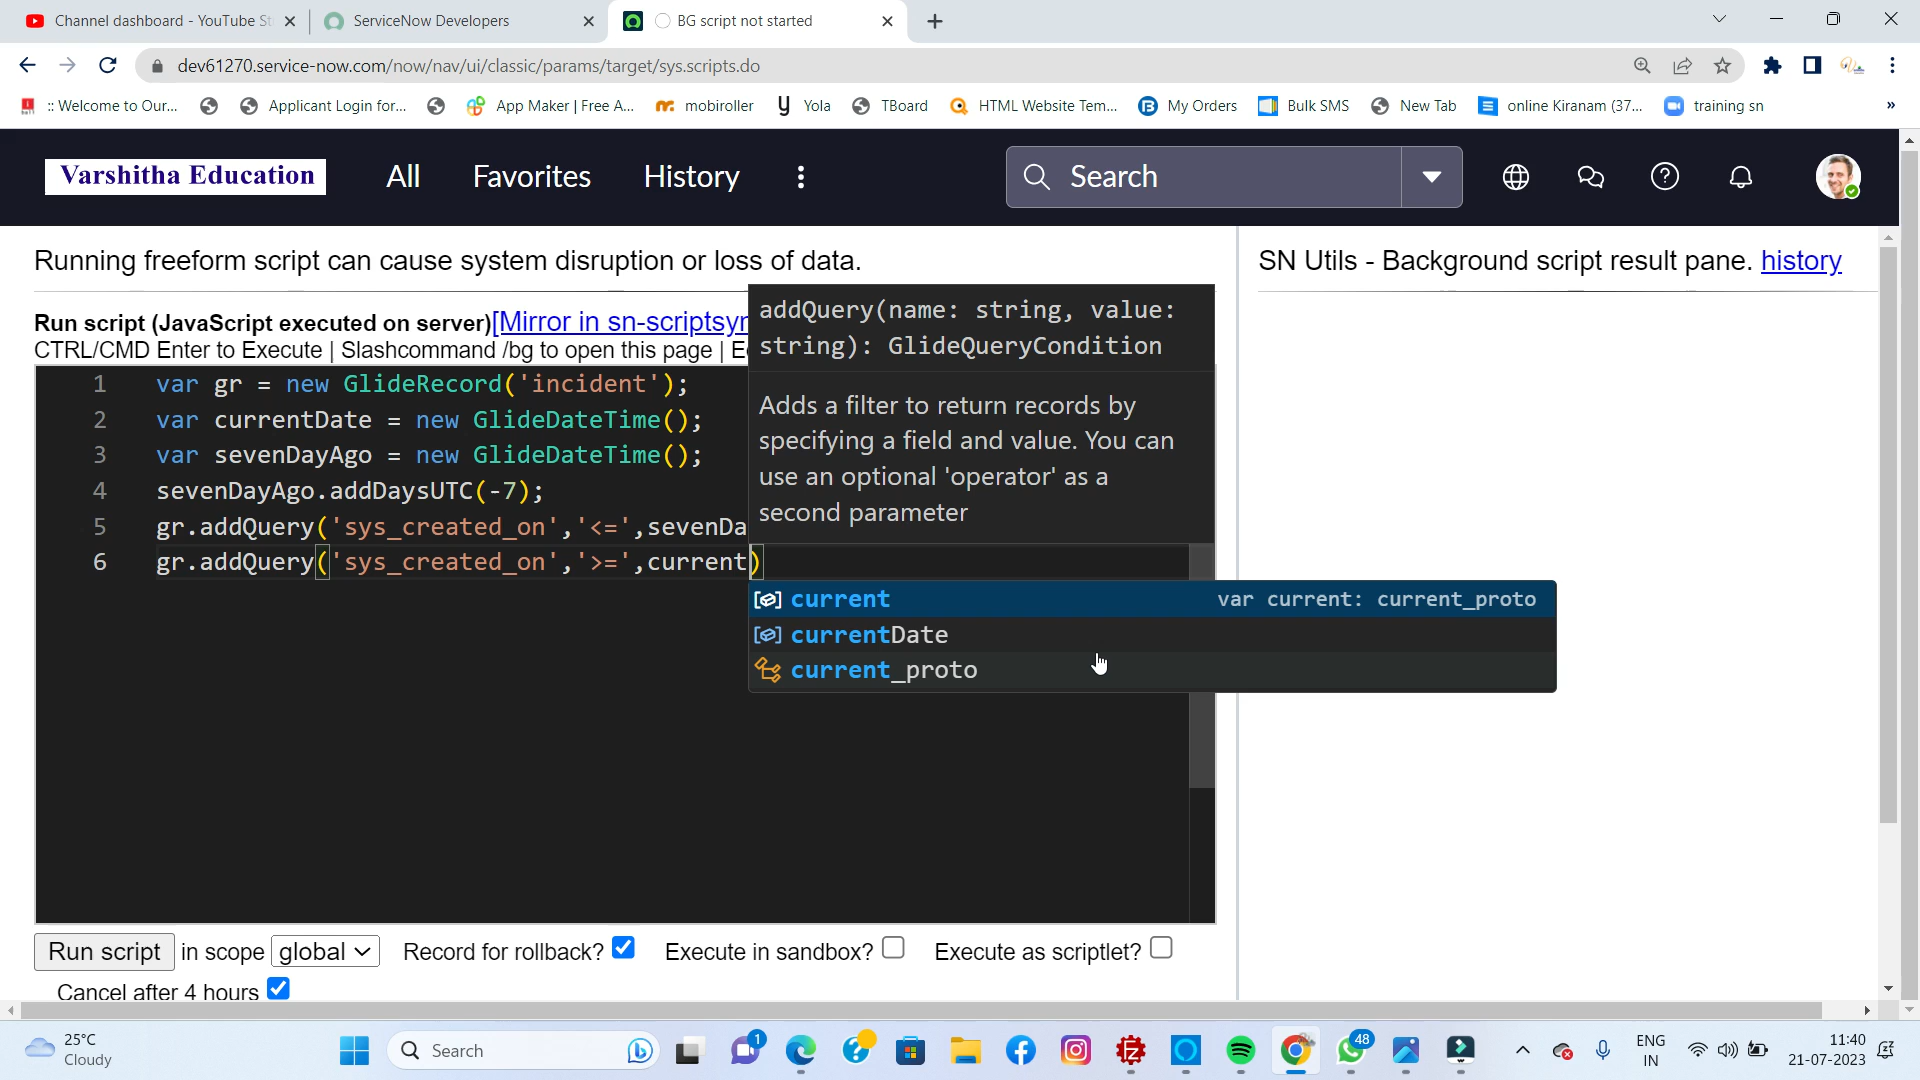 Channel dashboard - YouTube St
ServiceNow Developers
BG script not started
dev61270.service-now.com/now/nav/ui/classic/params/target/sys.scripts.do
:: Welcome to Our...
Applicant Login for...
App Maker | Free A...
mobiroller
Yola
TBoard
HTML Website Tem...
My Orders
Bulk SMS
New Tab
online Kiranam (37...
training sn
»
Varshitha Education
All
Favorites
History
Search
Running freeform script can cause system disruption or loss of data.
SN Utils - Background script result pane. history
Run script (JavaScript executed on server)[Mirror in sn-scriptsyn
CTRL/CMD Enter to Execute | Slashcommand /bg to open this page | E
addQuery(name: string, value:
string): GlideQueryCondition
Adds a filter to return records by
specifying a field and value. You can
use an optional 'operator' as a
second parameter
1 var gr = new GlideRecord('incident');
2 var currentDate = new GlideDateTime();
3 var sevenDayAgo = new GlideDateTime();
4 sevenDayAgo.addDaysUTC(-7);
5 gr.addQuery('sys_created_on','<=',sevenDa
6 gr.addQuery('sys_created_on','>=',current)
current var current: current_proto
currentDate
current_proto
Run script in scope global Record for rollback? Execute in sandbox? Execute as scriptlet?
Cancel after 4 hours
25°C
Cloudy
Search
1
48
ENG
IN
11:40
21-07-2023